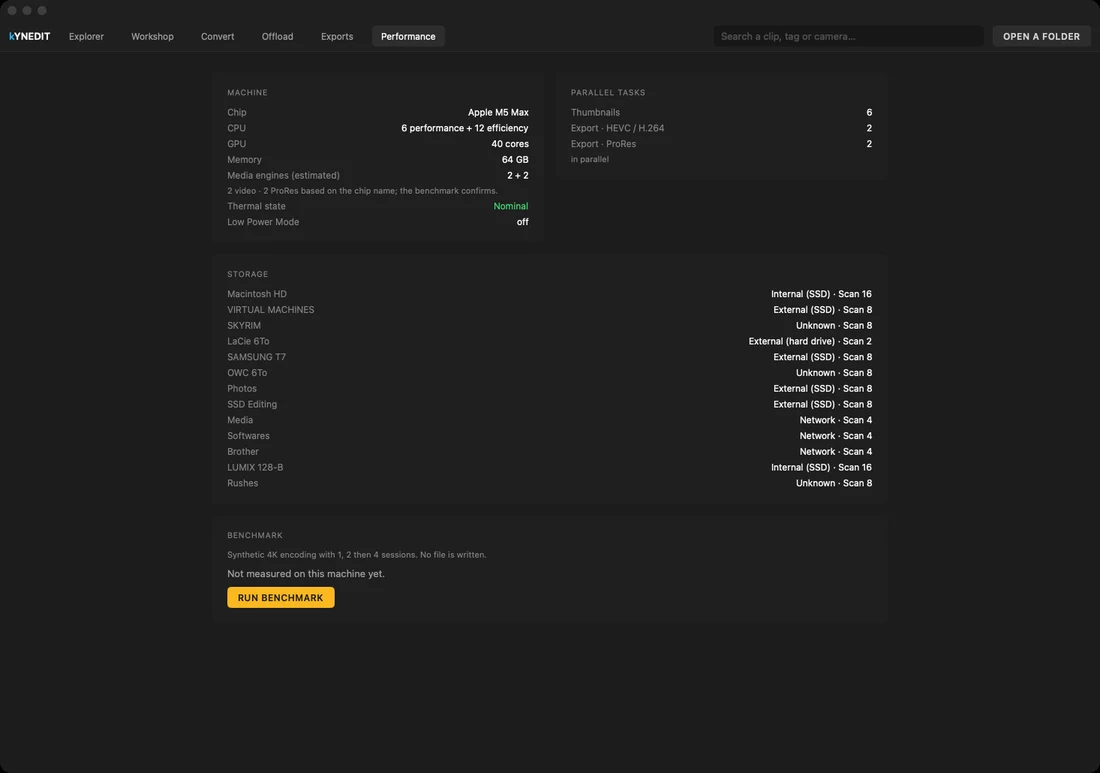 kYNEDIT Explorer Workshop Convert Offload Exports Performance Search a clip, tag or camera... OPEN A FOLDER
MACHINE
Chip Apple M5 Max
CPU 6 performance + 12 efficiency
GPU 40 cores
Memory 64 GB
Media engines (estimated) 2 + 2
2 video · 2 ProRes based on the chip name; the benchmark confirms.
Thermal state Nominal
Low Power Mode off
PARALLEL TASKS
Thumbnails 6
Export · HEVC / H.264 2
Export · ProRes 2
in parallel
STORAGE
Macintosh HD Internal (SSD) · Scan 16
VIRTUAL MACHINES External (SSD) · Scan 8
SKYRIM Unknown · Scan 8
LaCie 6To External (hard drive) · Scan 2
SAMSUNG T7 External (SSD) · Scan 8
OWC 6To Unknown · Scan 8
Photos External (SSD) · Scan 8
SSD Editing External (SSD) · Scan 8
Media Network · Scan 4
Softwares Network · Scan 4
Brother Network · Scan 4
LUMIX 128-B Internal (SSD) · Scan 16
Rushes Unknown · Scan 8
BENCHMARK
Synthetic 4K encoding with 1, 2 then 4 sessions. No file is written.
Not measured on this machine yet.
RUN BENCHMARK